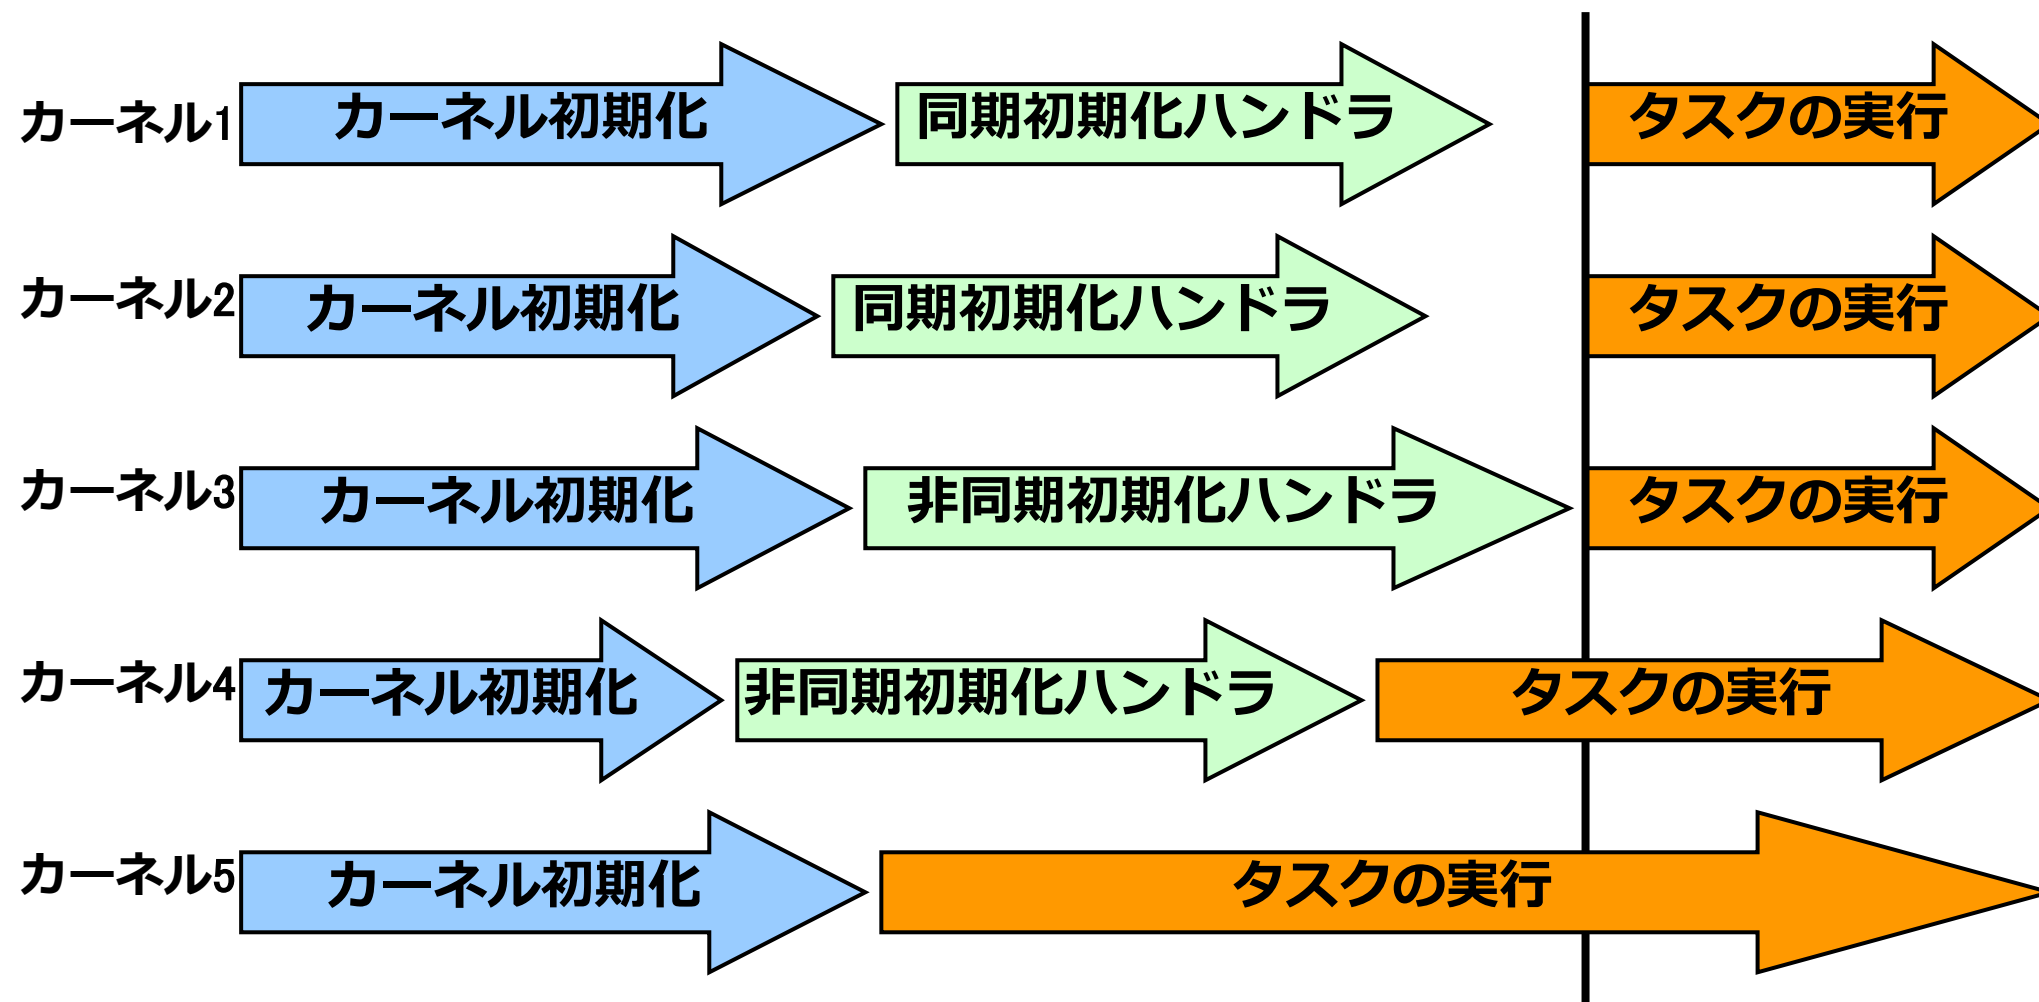 カーネル1 カーネル初期化 同期初期化ハンドラ タスクの実行
カーネル2 カーネル初期化 同期初期化ハンドラ タスクの実行
カーネル3 カーネル初期化 非同期初期化ハンドラ タスクの実行
カーネル4 カーネル初期化 非同期初期化ハンドラ タスクの実行
カーネル5 カーネル初期化 タスクの実行